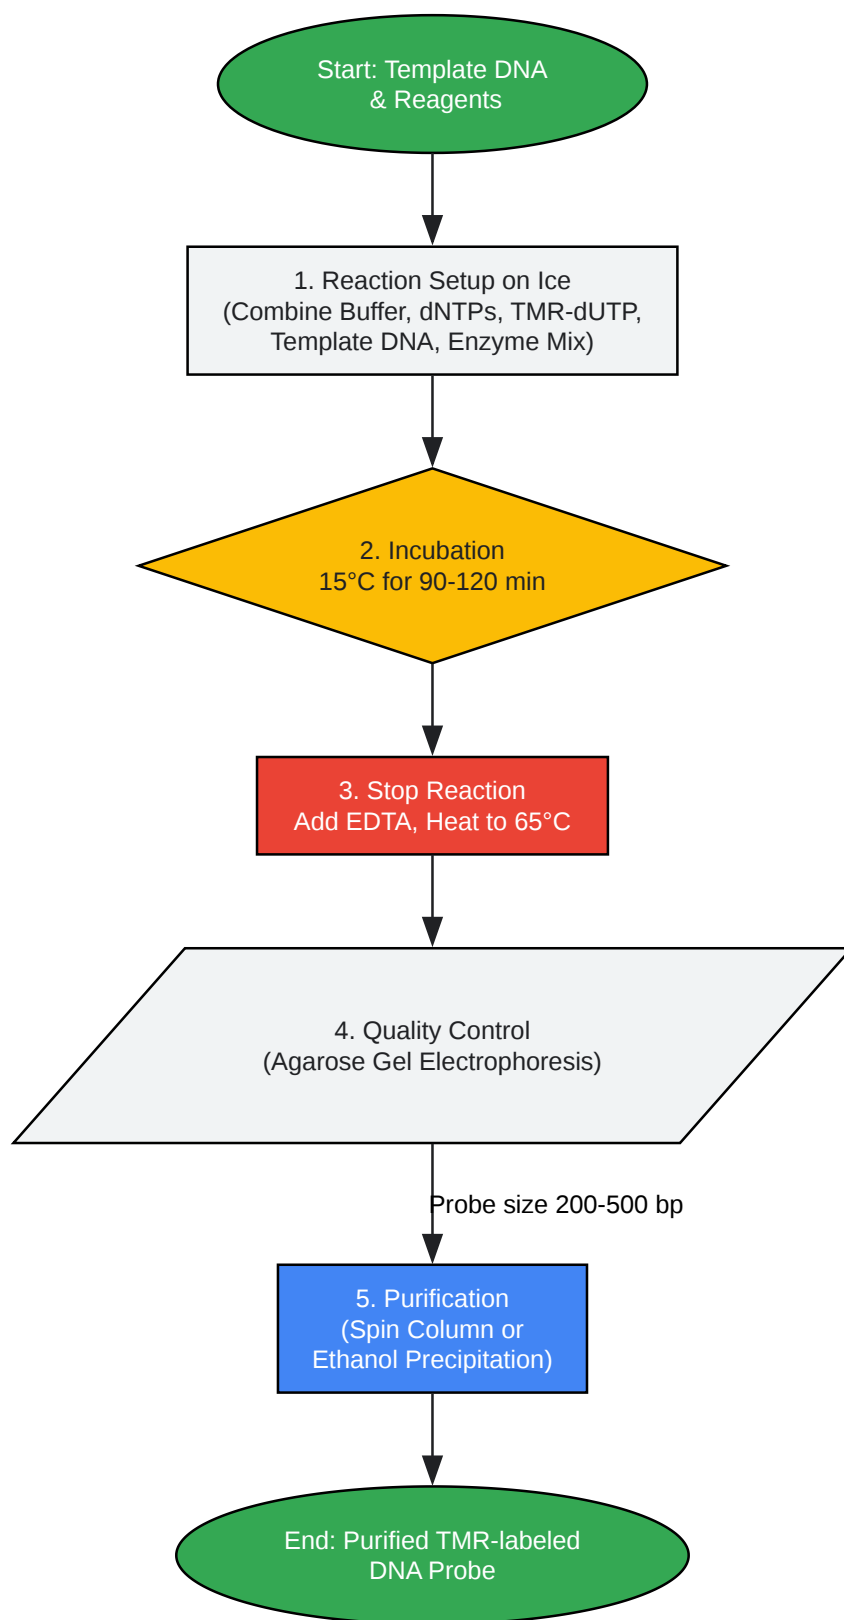 Start: Template DNA
& Reagents
1. Reaction Setup on Ice
(Combine Buffer, dNTPs, TMR-dUTP,
Template DNA, Enzyme Mix)
2. Incubation
15°C for 90-120 min
3. Stop Reaction
Add EDTA, Heat to 65°C
4. Quality Control
(Agarose Gel Electrophoresis)
Probe size 200-500 bp
5. Purification
(Spin Column or
Ethanol Precipitation)
End: Purified TMR-labeled
DNA Probe